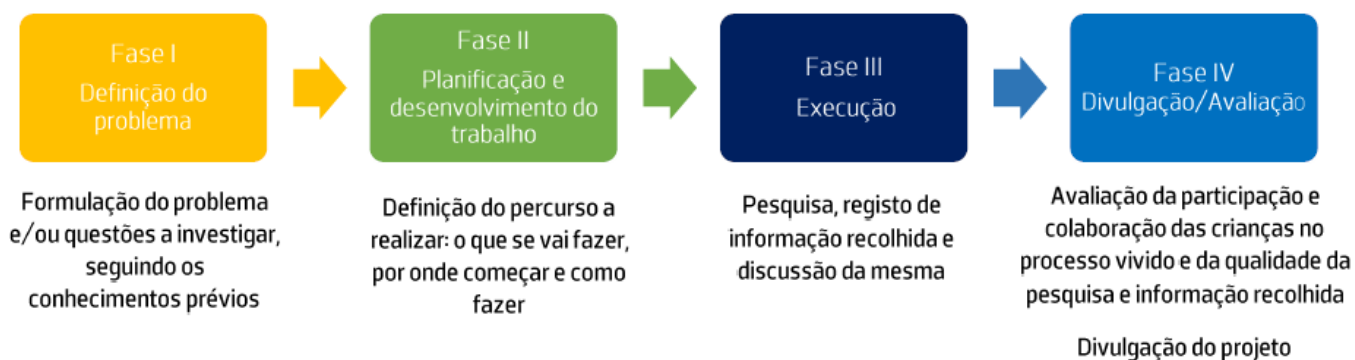 Fase I
Definição do
problema
Fase II
Planificação e
desenvolvimento do
trabalho
Fase III
Execução
Fase IV
Divulgação/Avaliação
Formulação do problema
e/ou questões a investigar,
seguindo os
conhecimentos prévios
Definição do percurso a
realizar: o que se vai fazer,
por onde começar e como
fazer
Pesquisa, registo de
informação recolhida e
discussão da mesma
Avaliação da participação e
colaboração das crianças no
processo vivido e da qualidade da
pesquisa e informação recolhida
Divulgação do projeto